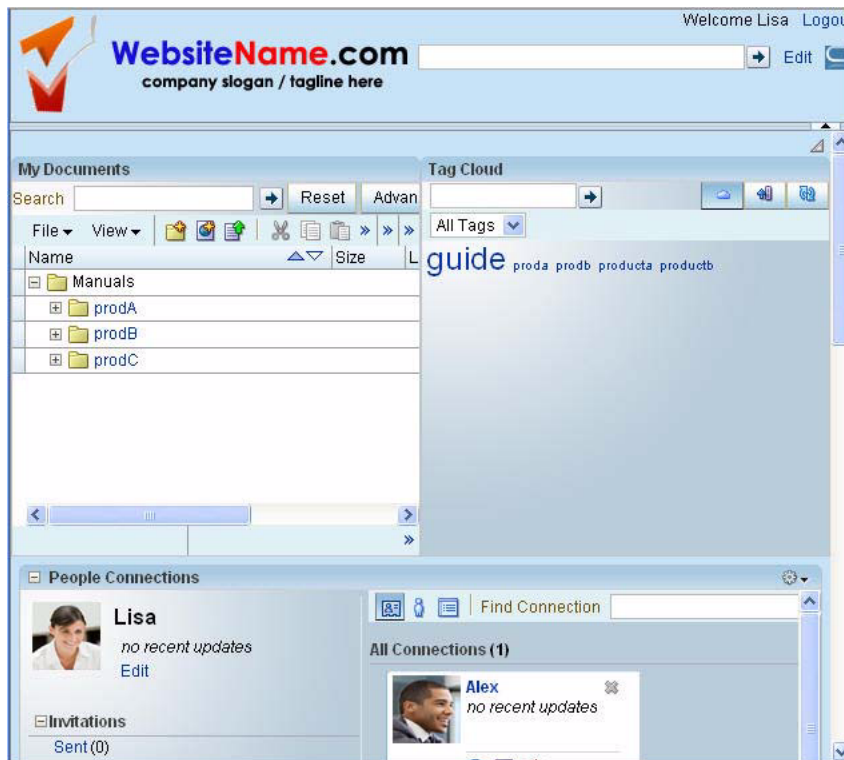 Welcome Lisa Logou
WebsiteName.com
company slogan / tagline here
Edit
My Documents
Search Reset Advan
File View
Name Size L
Manuals
prodA
prodB
prodC
Tag Cloud
All Tags
guide proda prodb producta productb
People Connections
Lisa
no recent updates
Edit
Invitations
Sent (0)
Find Connection
All Connections (1)
Alex
no recent updates